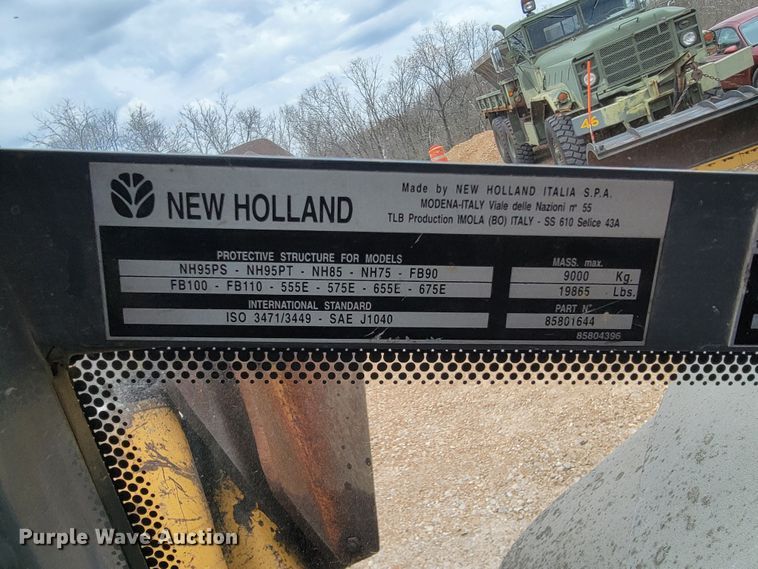 46
NEW HOLLAND
Made by NEW HOLLAND ITALIA S.P.A.
MODENA-ITALY Viale delle Nazioni n° 55
TLB Production IMOLA (BO) ITALY - SS 610 Selice 43A
PROTECTIVE STRUCTURE FOR MODELS
NH95PS - NH95PT - NH85 - NH75 - FB90
FB100 - FB110 - 555E - 575E - 655E - 675E
INTERNATIONAL STANDARD
ISO 3471/3449 - SAE J1040
MASS. max.
9000 Kg.
19865 Lbs.
PART N°
85801644
85804396
Purple Wave Auction